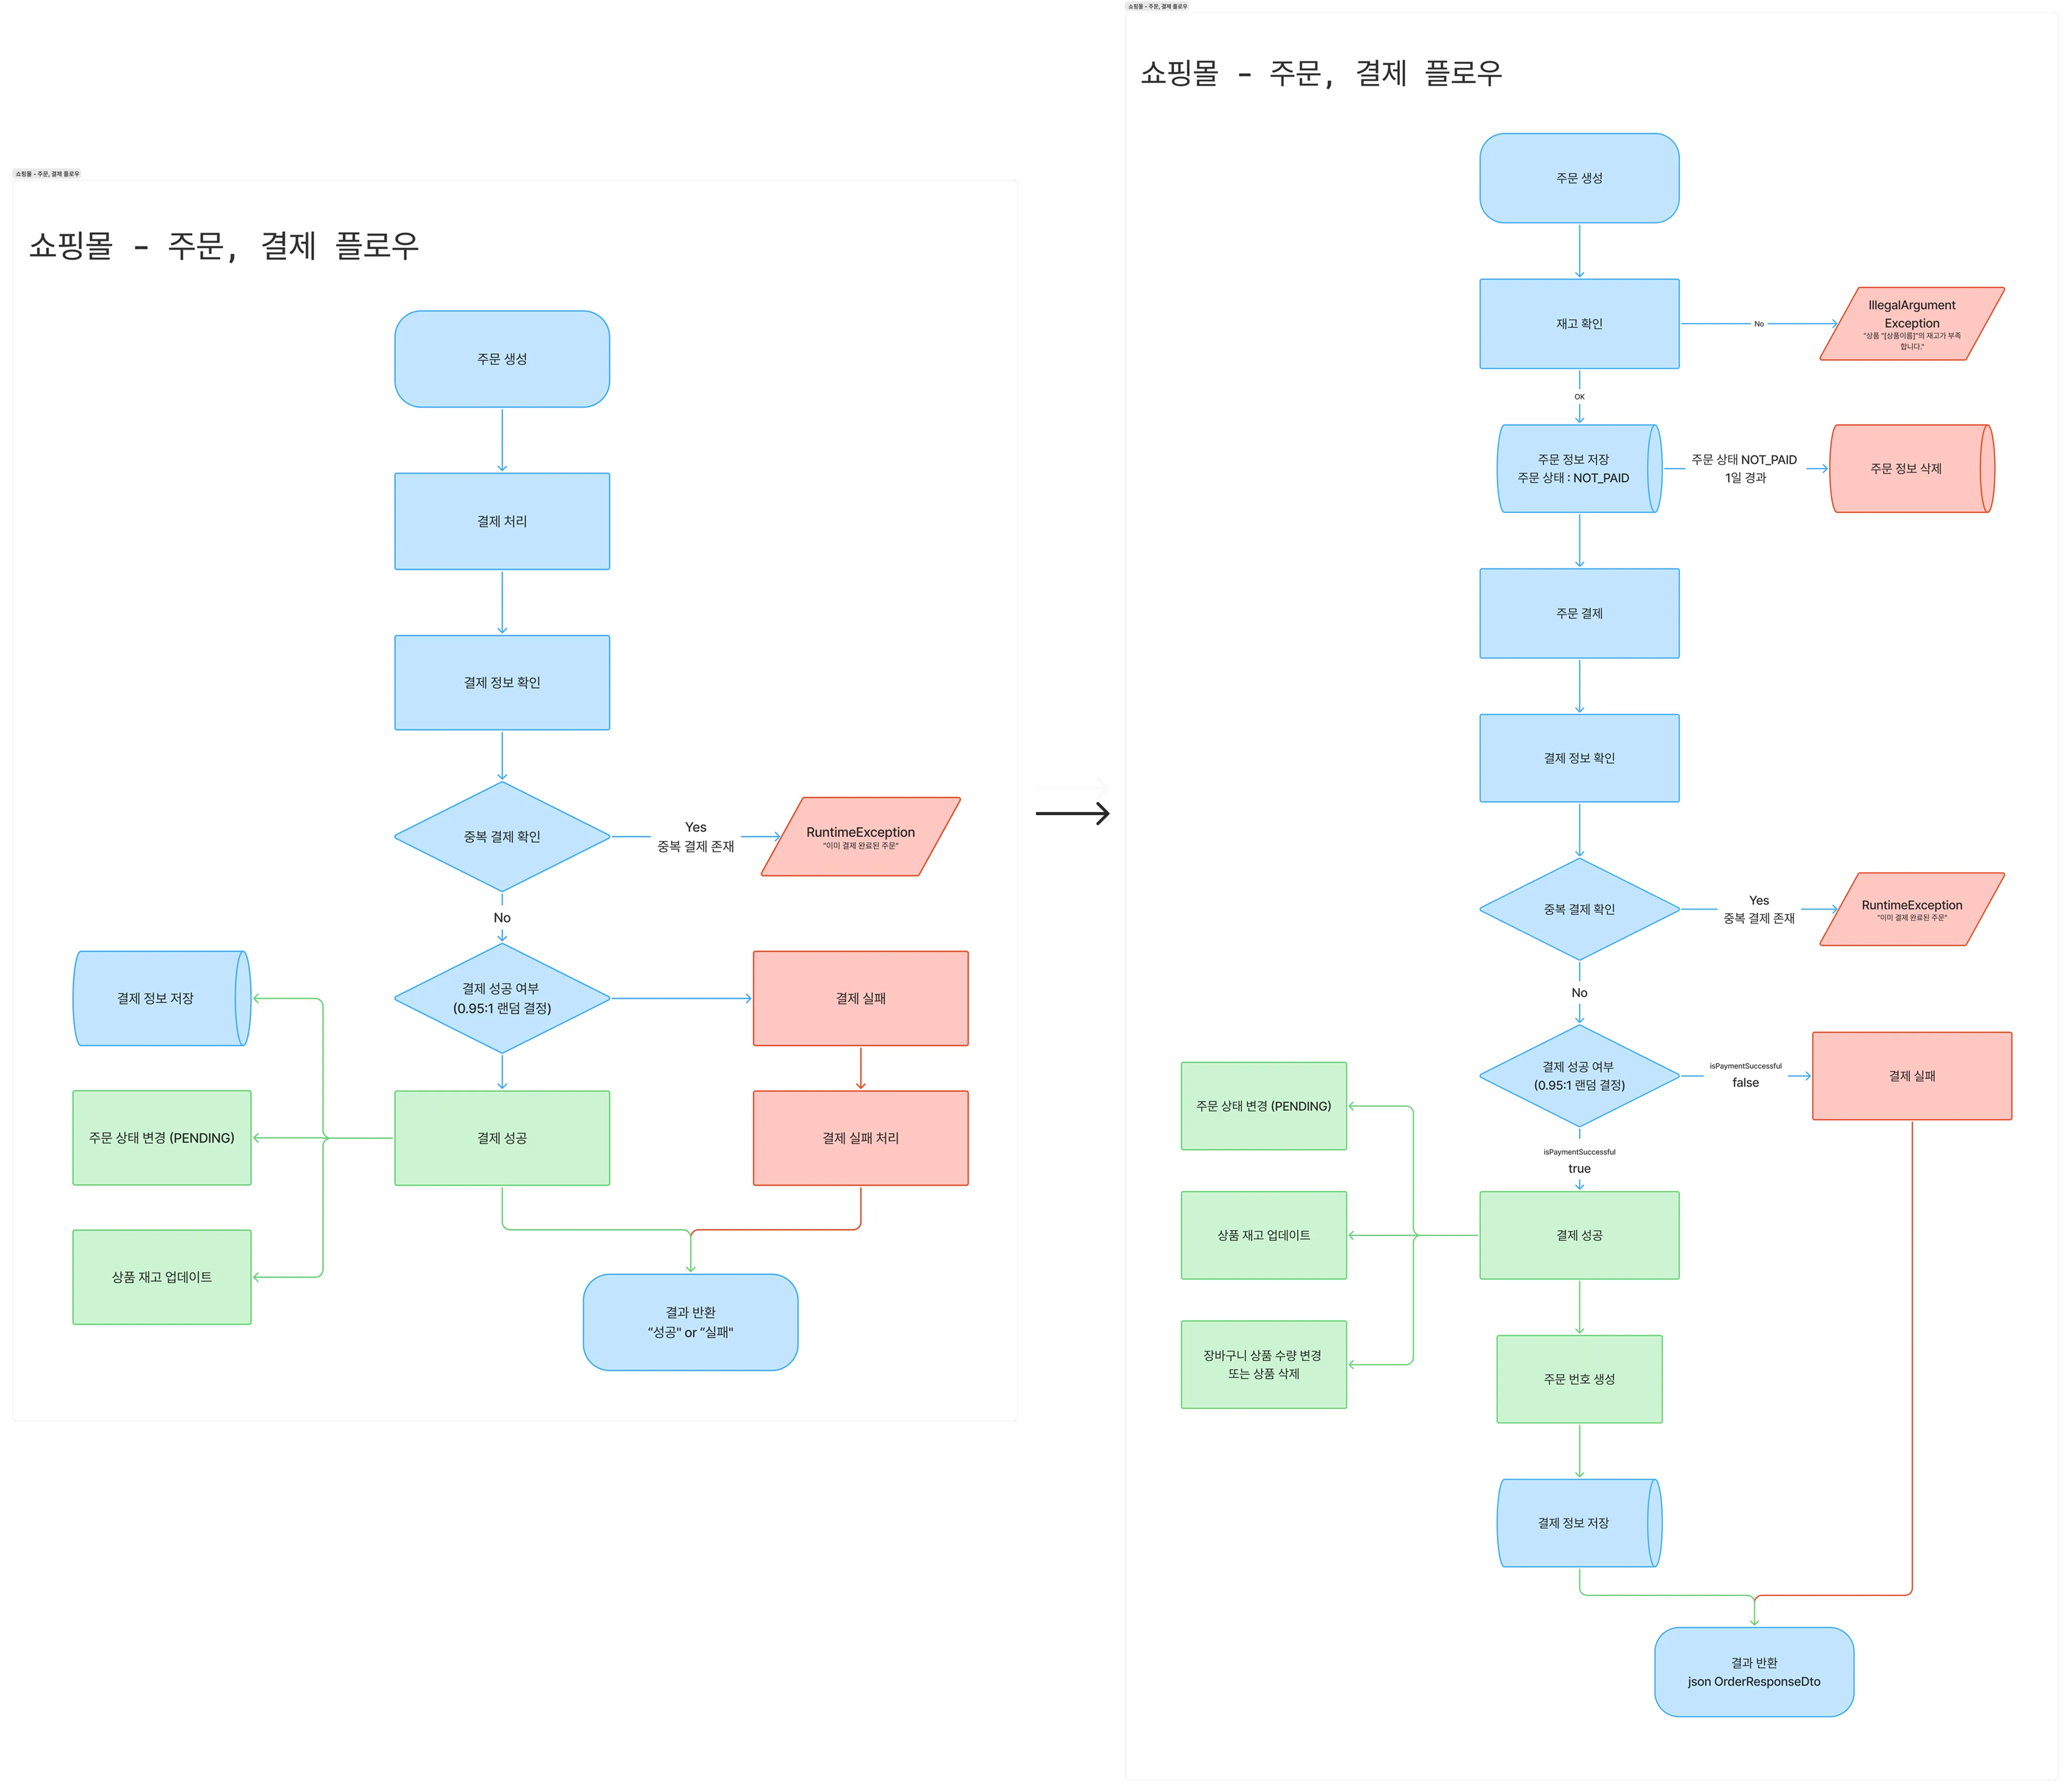 쇼핑몰 - 주문, 결제 플로우
쇼핑몰 - 주문, 결제 플로우
주문 생성
결제 처리
결제 정보 확인
중복 결제 확인
Yes
중복 결제 존재
RuntimeException
"이미 결제 완료된 주문"
No
결제 정보 저장
결제 성공 여부
(0.95:1 랜덤 결정)
결제 실패
주문 상태 변경 (PENDING)
결제 성공
결제 실패 처리
상품 재고 업데이트
결과 반환
“성공" or “실패"
쇼핑몰 - 주문, 결제 플로우
쇼핑몰 - 주문, 결제 플로우
주문 생성
재고 확인
No
IllegalArgument
Exception
"상품 "[상품이름]"의 재고가 부족
합니다."
OK
주문 정보 저장
주문 상태 : NOT_PAID
주문 상태 NOT_PAID
1일 경과
주문 정보 삭제
주문 결제
결제 정보 확인
중복 결제 확인
Yes
중복 결제 존재
RuntimeException
"이미 결제 완료된 주문"
No
결제 성공 여부
(0.95:1 랜덤 결정)
isPaymentSuccessful
false
결제 실패
주문 상태 변경 (PENDING)
isPaymentSuccessful
true
상품 재고 업데이트
결제 성공
장바구니 상품 수량 변경
또는 상품 삭제
주문 번호 생성
결제 정보 저장
결과 반환
json OrderResponseDto